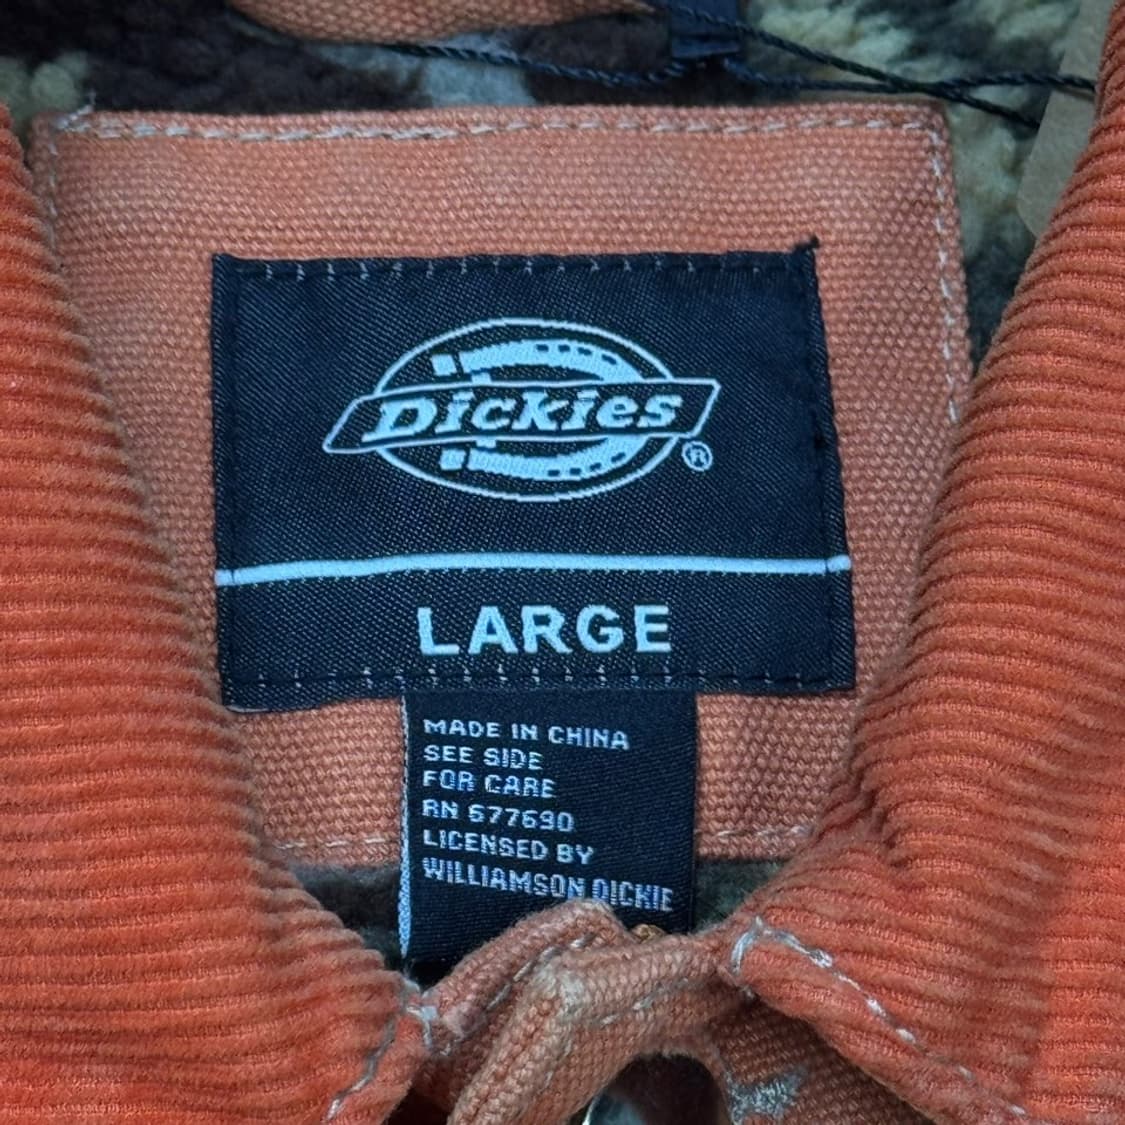 Dickies
®
LARGE
MADE IN CHINA
SEE SIDE
FOR CARE
RN 677690
LICENSED BY
WILLIAMSON DICKIE